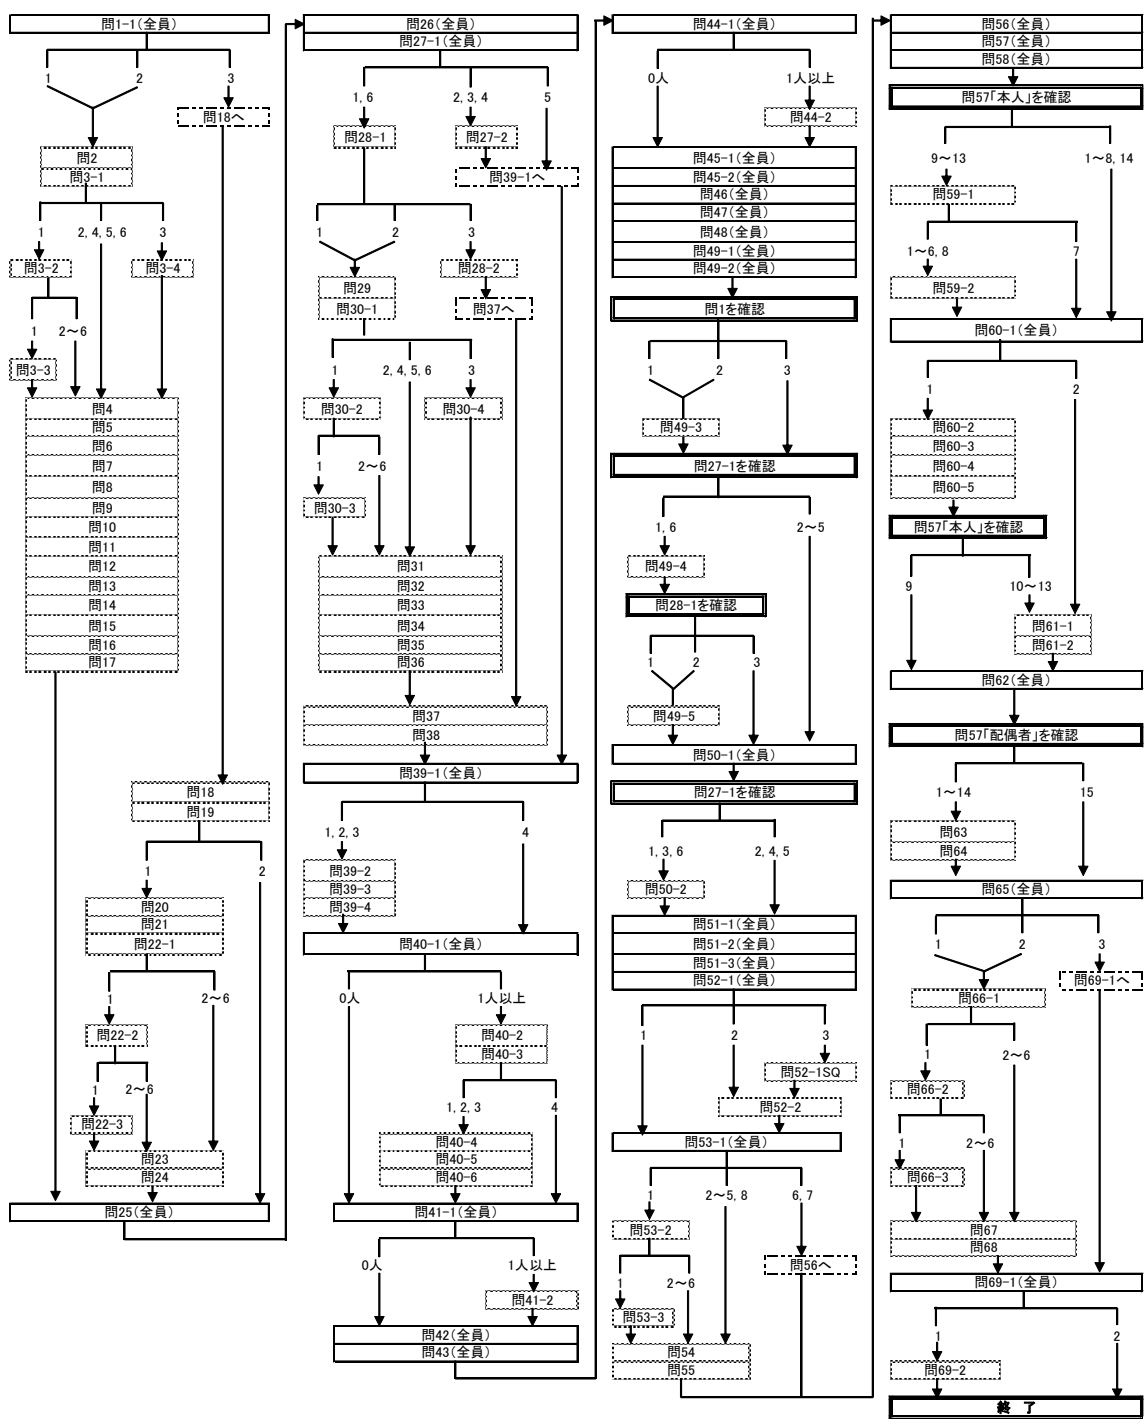 問1-1(全員)
1
2
3
問18へ
問2
問3-1
1
2, 4, 5, 6
3
問3-2
問3-4
1
2～6
問3-3
問4
問5
問6
問7
問8
問9
問10
問11
問12
問13
問14
問15
問16
問17
問18
問19
1
2
問20
問21
問22-1
1
2～6
問22-2
1
2～6
問22-3
問23
問24
問25(全員)
問26(全員)
問27-1(全員)
1, 6
2, 3, 4
5
問28-1
問27-2
問39-1へ
1
2
3
問28-2
問29
問30-1
問37へ
1
2, 4, 5, 6
3
問30-2
問30-4
1
2～6
問30-3
問31
問32
問33
問34
問35
問36
問37
問38
問39-1(全員)
1, 2, 3
4
問39-2
問39-3
問39-4
問40-1(全員)
0人
1人以上
問40-2
問40-3
1, 2, 3
4
問40-4
問40-5
問40-6
問41-1(全員)
0人
1人以上
問41-2
問42(全員)
問43(全員)
問44-1(全員)
0人
1人以上
問44-2
問45-1(全員)
問45-2(全員)
問46(全員)
問47(全員)
問48(全員)
問49-1(全員)
問49-2(全員)
問1を確認
1
2
3
問49-3
問27-1を確認
1, 6
2～5
問49-4
問28-1を確認
1
2
3
問49-5
問50-1(全員)
問27-1を確認
1, 3, 6
2, 4, 5
問50-2
問51-1(全員)
問51-2(全員)
問51-3(全員)
問52-1(全員)
1
2
3
問52-1SQ
問52-2
問53-1(全員)
1
2～5, 8
6, 7
問53-2
問56へ
1
2～6
問53-3
問54
問55
問56(全員)
問57(全員)
問58(全員)
問57「本人」を確認
9～13
1～8, 14
問59-1
1～6, 8
7
問59-2
問60-1(全員)
1
2
問60-2
問60-3
問60-4
問60-5
問57「本人」を確認
9
10～13
問61-1
問61-2
問62(全員)
問57「配偶者」を確認
1～14
15
問63
問64
問65(全員)
1
2
3
問69-1へ
問66-1
1
2～6
問66-2
1
2～6
問66-3
問67
問68
問69-1(全員)
1
2
問69-2
終 了